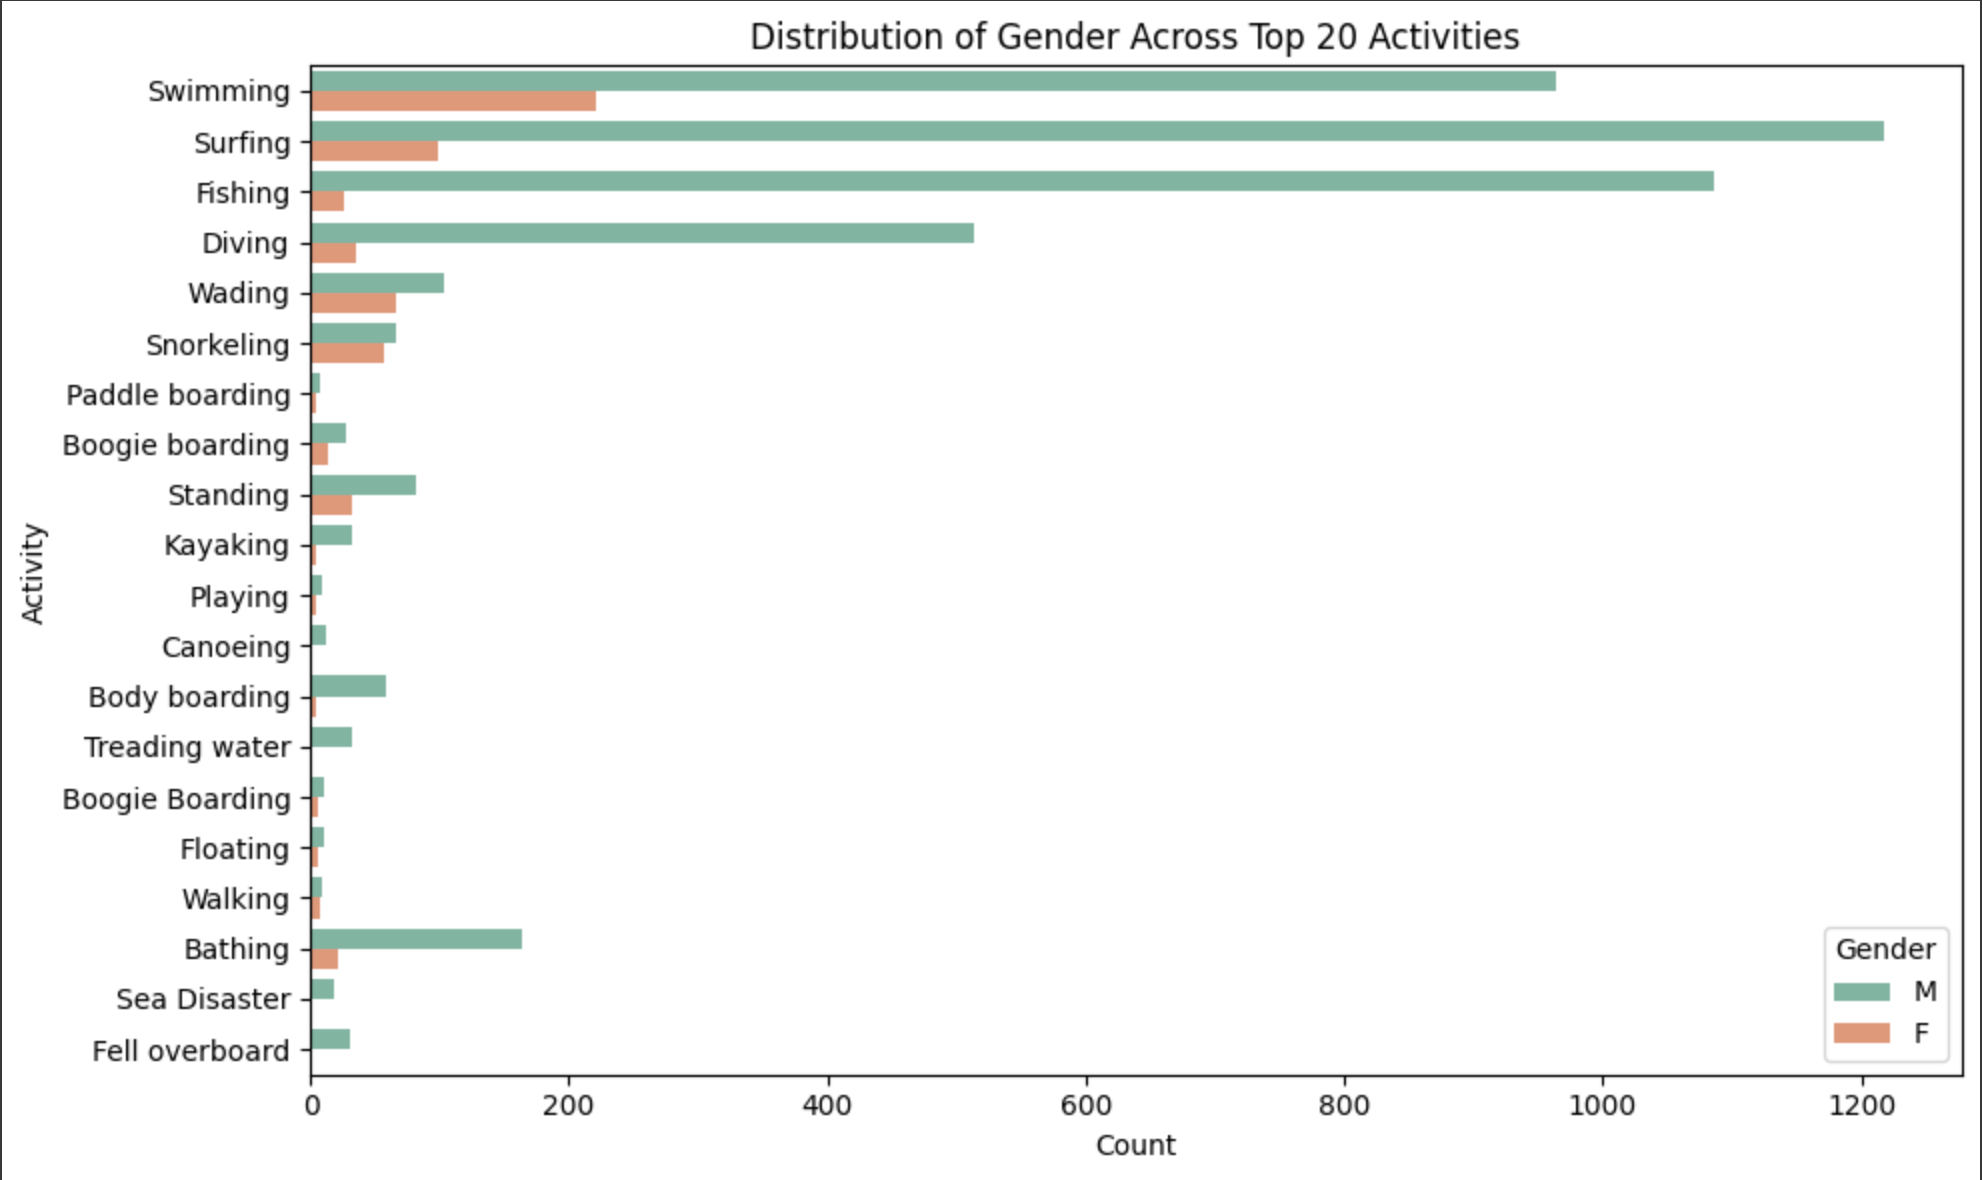 Distribution of Gender Across Top 20 Activities
Activity
Swimming
Surfing
Fishing
Diving
Wading
Snorkeling
Paddle boarding
Boogie boarding
Standing
Kayaking
Playing
Canoeing
Body boarding
Treading water
Boogie Boarding
Floating
Walking
Bathing
Sea Disaster
Fell overboard
Gender
M
F
0 200 400 600 800 1000 1200
Count